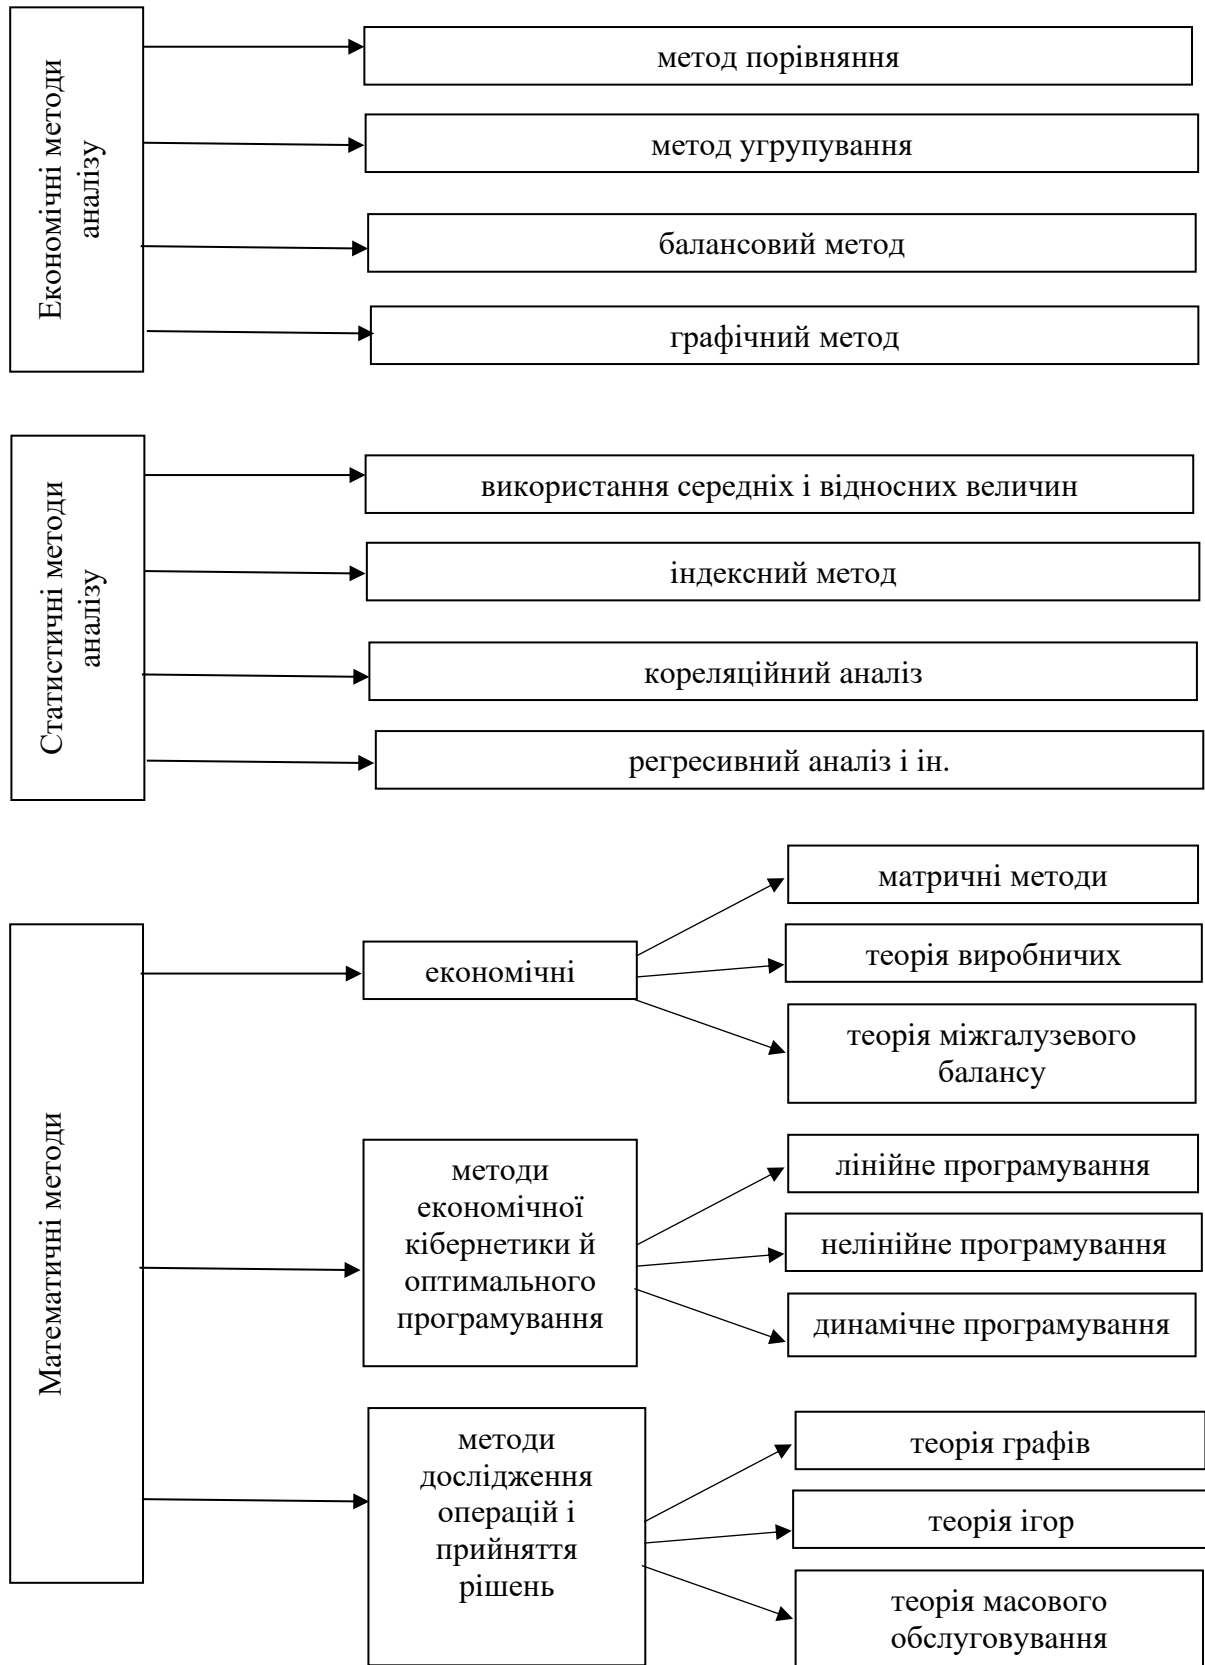 Економічні методи
аналізу
метод порівняння
метод угрупування
балансовий метод
графічний метод
Статистичні методи
аналізу
використання середніх і відносних величин
індексний метод
кореляційний аналіз
регресивний аналіз і ін.
Математичні методи
економічні
матричні методи
теорія виробничих
теорія міжгалузевого
балансу
методи
економічної
кібернетики й
оптимального
програмування
лінійне програмування
нелінійне програмування
динамічне програмування
методи
дослідження
операцій і
прийняття
рішень
теорія графів
теорія ігор
теорія масового
обслуговування